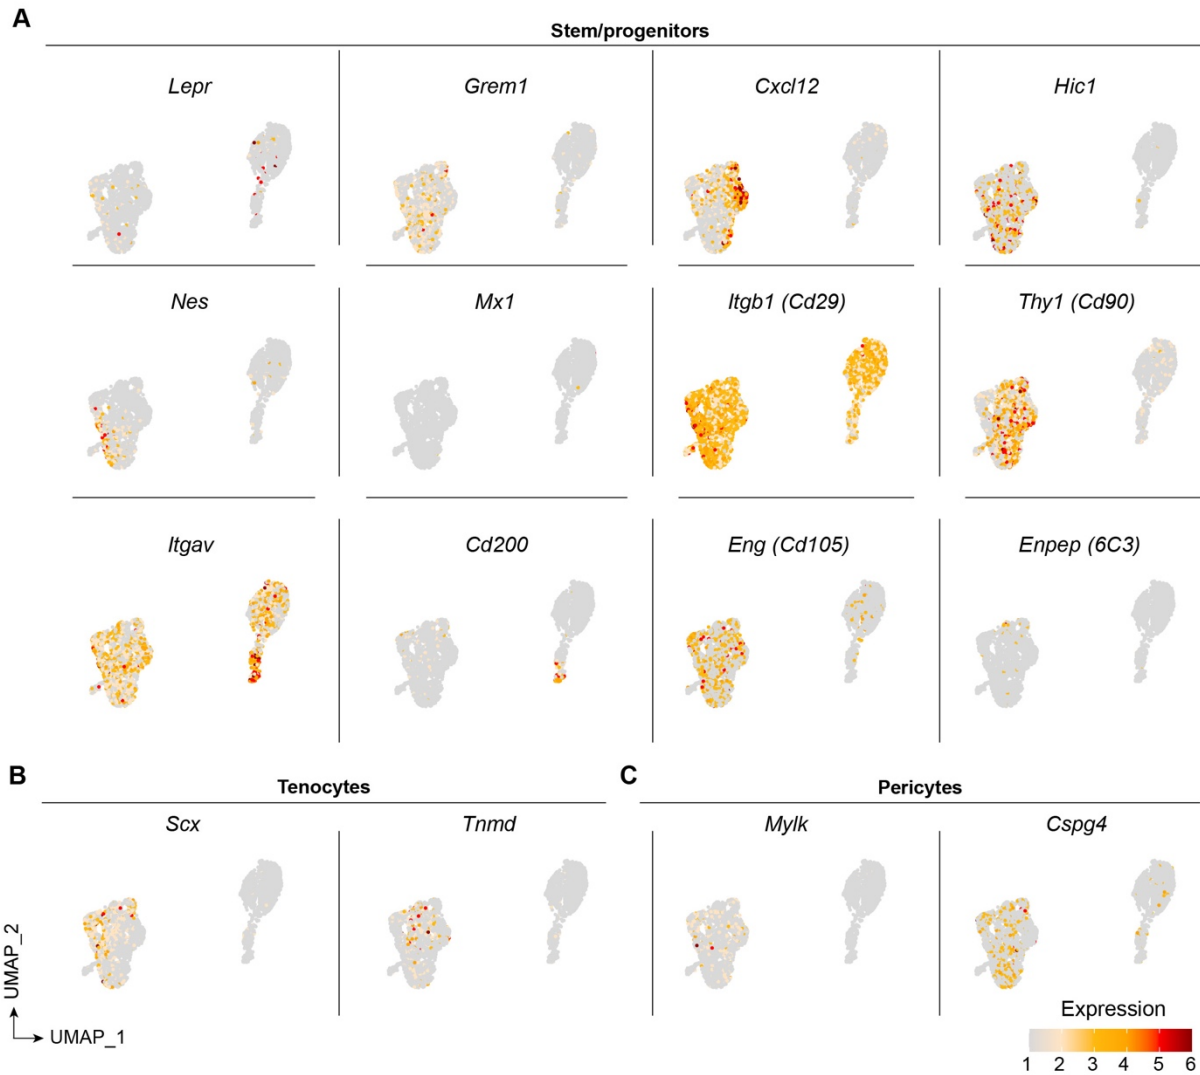 A
Stem/progenitors
Lepr Grem1 Cxcl12 Hic1
Nes Mx1 Itgb1 (Cd29) Thy1 (Cd90)
Itgav Cd200 Eng (Cd105) Enpep (6C3)
B C
Tenocytes Pericytes
Scx Tnmd Mylk Cspg4
UMAP_2
UMAP_1
Expression
1 2 3 4 5 6